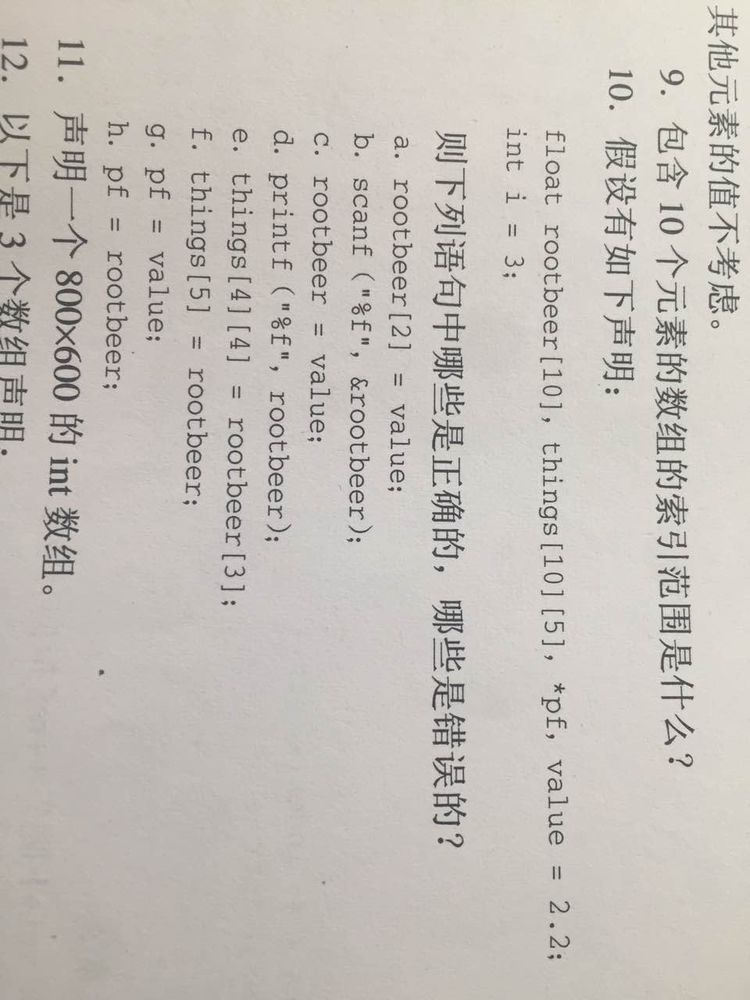 其他元素的值不考虑。
9. 包含 10 个元素的数组的索引范围是什么？
10. 假设有如下声明：
float rootbeer[10], things[10][5], *pf, value = 2.2;
int i = 3;
则下列语句中哪些是正确的，哪些是错误的？
a. rootbeer[2] = value;
b. scanf ("%f", &rootbeer);
c. rootbeer = value;
d. printf ("%f", rootbeer);
e. things[4][4] = rootbeer[3];
f. things[5] = rootbeer;
g. pf = value;
h. pf = rootbeer;
11. 声明一个 800×600 的 int 数组。
12. 以下是 3 个数组声明.